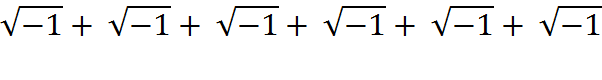 √−1 + √−1 + √−1 + √−1 + √−1 + √−1